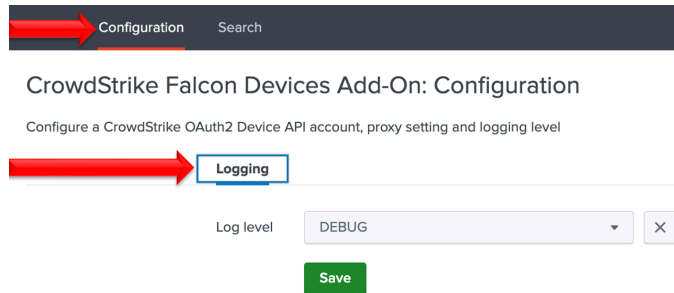 Configuration Search
CrowdStrike Falcon Devices Add-On: Configuration
Configure a CrowdStrike OAuth2 Device API account, proxy setting and logging level
Logging
Log level DEBUG
Save